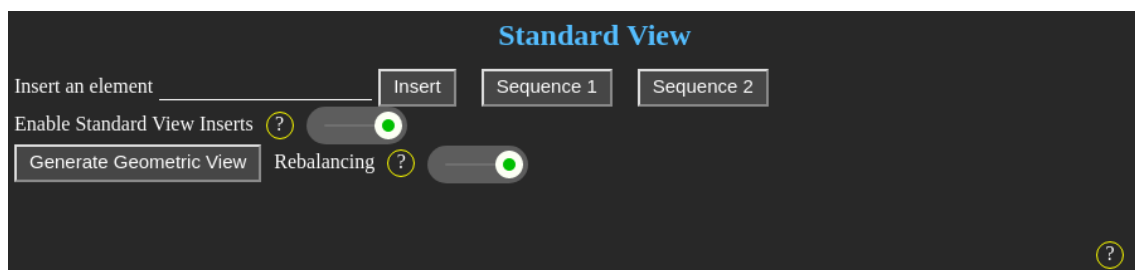 Standard View
Insert an element Insert Sequence 1 Sequence 2
Enable Standard View Inserts ?
Generate Geometric View Rebalancing ?
?